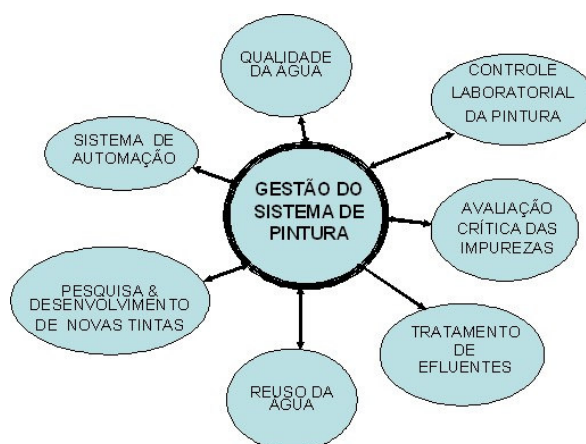 QUALIDADE
DA ÁGUA
CONTROLE
LABORATORIAL
DA PINTURA
SISTEMA DE
AUTOMAÇÃO
GESTÃO DO
SISTEMA DE
PINTURA
AVALIAÇÃO
CRÍTICA DAS
IMPUREZAS
PESQUISA &
DESENVOLVIMENTO
DE NOVAS TINTAS
TRATAMENTO
DE
EFLUENTES
REUSO DA
ÁGUA